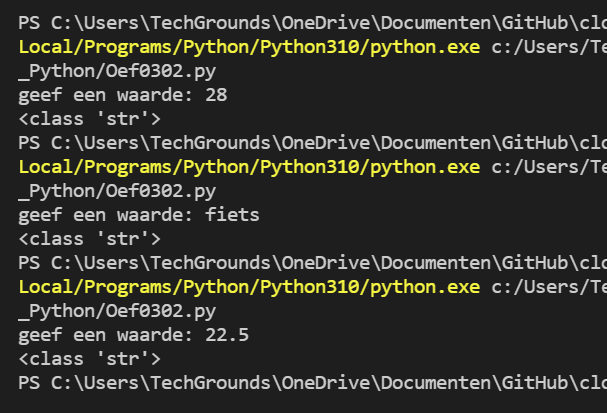 PS C:\Users\TechGrounds\OneDrive\Documenten\GitHub\clo
Local/Programs/Python/Python310/python.exe c:/Users/Te
_Python/Oef0302.py
geef een waarde: 28
<class 'str'>
PS C:\Users\TechGrounds\OneDrive\Documenten\GitHub\clo
Local/Programs/Python/Python310/python.exe c:/Users/Te
_Python/Oef0302.py
geef een waarde: fiets
<class 'str'>
PS C:\Users\TechGrounds\OneDrive\Documenten\GitHub\clo
Local/Programs/Python/Python310/python.exe c:/Users/Te
_Python/Oef0302.py
geef een waarde: 22.5
<class 'str'>
PS C:\Users\TechGrounds\OneDrive\Documenten\GitHub\clo